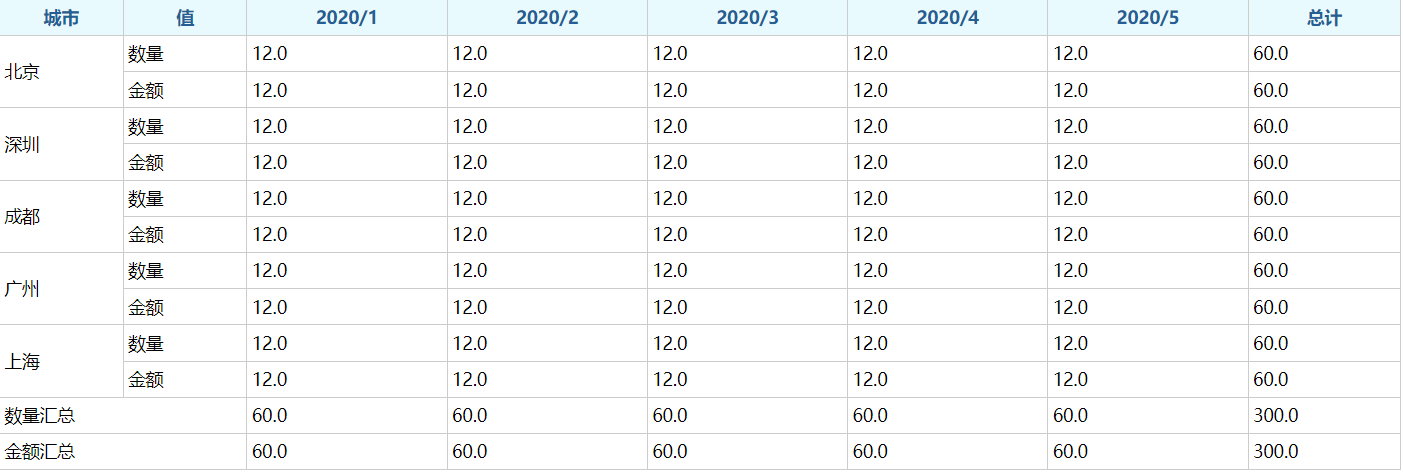 城市 值 2020/1 2020/2 2020/3 2020/4 2020/5 总计
北京 数量 12.0 12.0 12.0 12.0 12.0 60.0
金额 12.0 12.0 12.0 12.0 12.0 60.0
深圳 数量 12.0 12.0 12.0 12.0 12.0 60.0
金额 12.0 12.0 12.0 12.0 12.0 60.0
成都 数量 12.0 12.0 12.0 12.0 12.0 60.0
金额 12.0 12.0 12.0 12.0 12.0 60.0
广州 数量 12.0 12.0 12.0 12.0 12.0 60.0
金额 12.0 12.0 12.0 12.0 12.0 60.0
上海 数量 12.0 12.0 12.0 12.0 12.0 60.0
金额 12.0 12.0 12.0 12.0 12.0 60.0
数量汇总 60.0 60.0 60.0 60.0 60.0 300.0
金额汇总 60.0 60.0 60.0 60.0 60.0 300.0